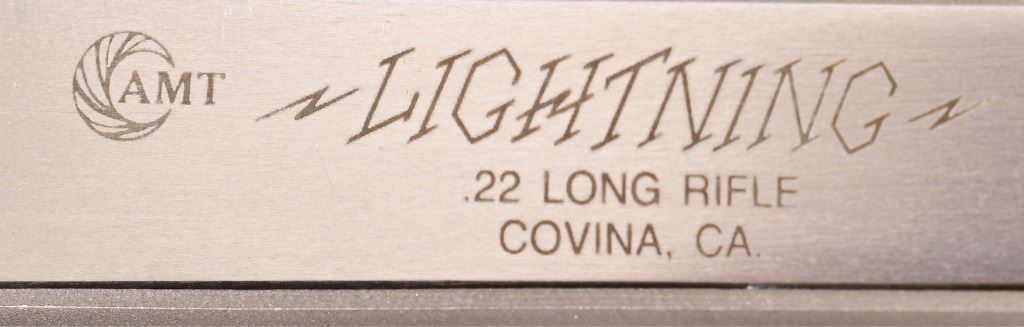 AMT
LIGHTNING
.22 LONG RIFLE
COVINA, CA.